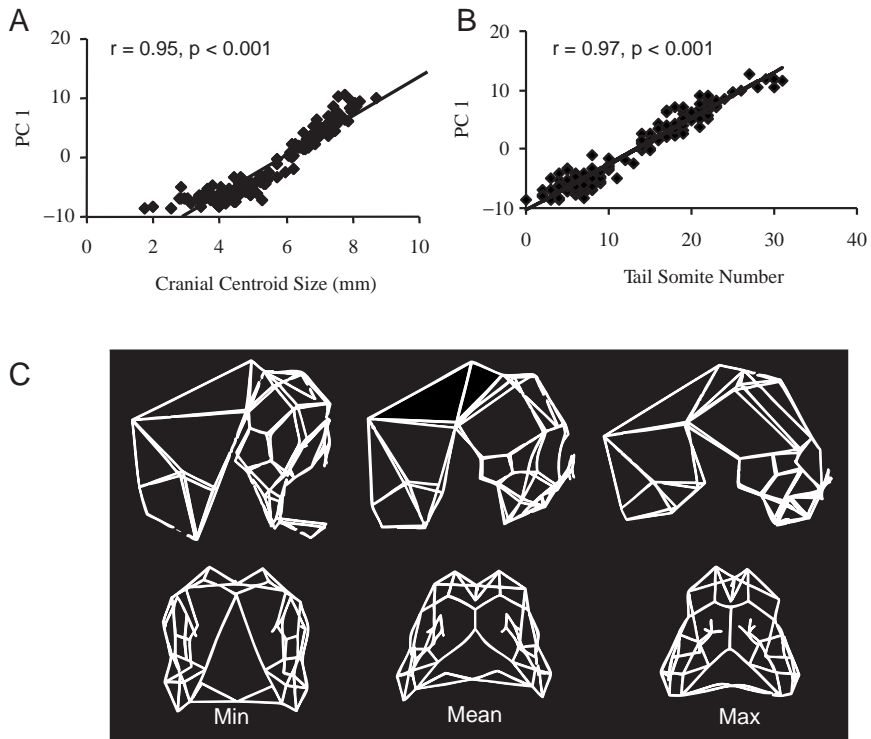 A
B
r = 0.95, p < 0.001
r = 0.97, p < 0.001
PC 1
20
10
0
−10
0 2 4 6 8 10
Cranial Centroid Size (mm)
PC 1
20
10
0
−10
0 10 20 30 40
Tail Somite Number
C
Min Mean Max